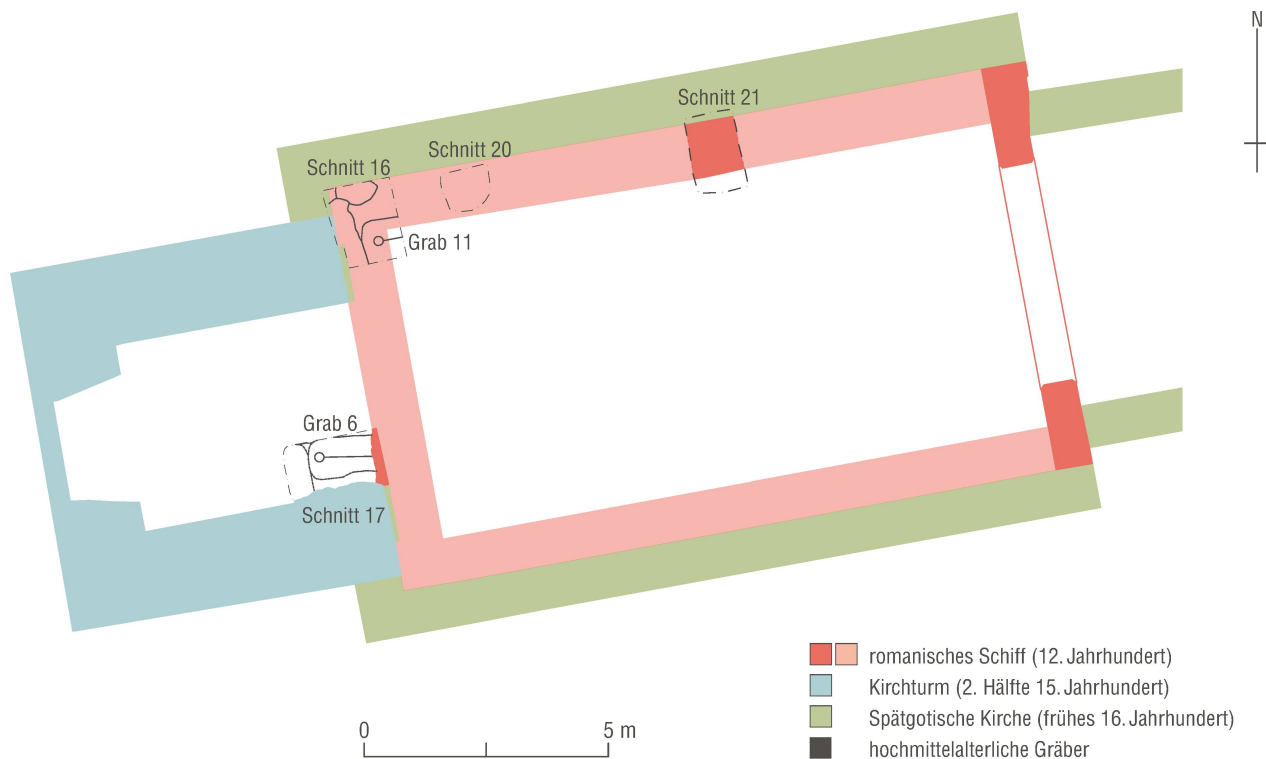 N
Schnitt 21
Schnitt 20
Schnitt 16
Grab 11
Grab 6
Schnitt 17
romanisches Schiff (12. Jahrhundert)
Kirchturm (2. Hälfte 15. Jahrhundert)
Spätgotische Kirche (frühes 16. Jahrhundert)
hochmittelalterliche Gräber
0
5 m